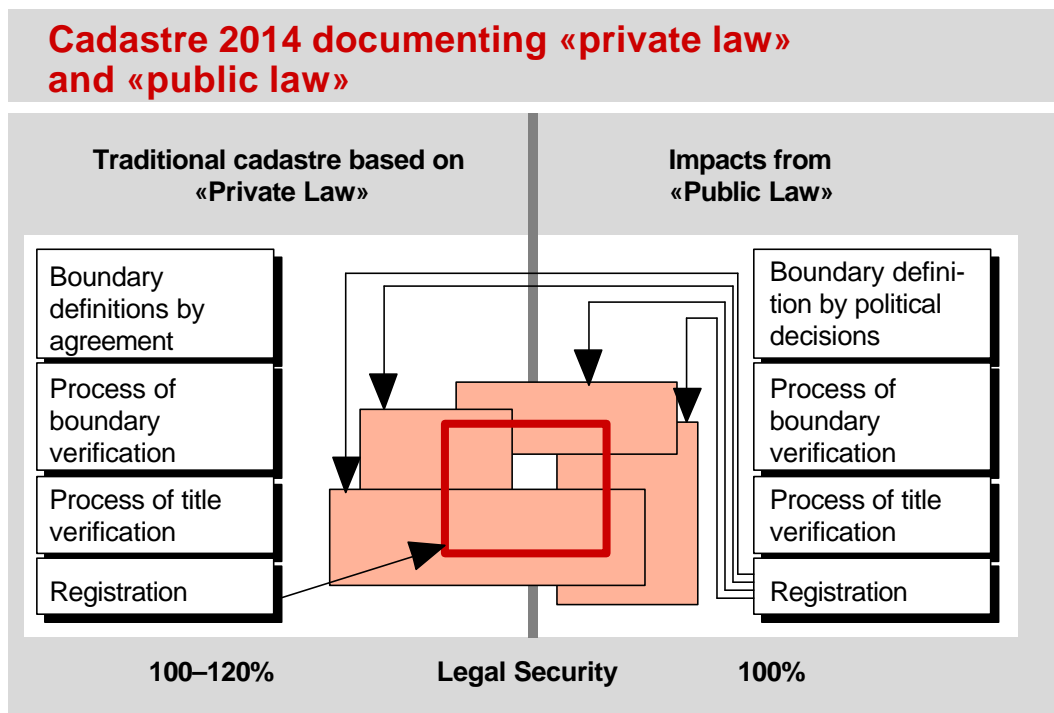 Cadastre 2014 documenting «private law»
and «public law»
Traditional cadastre based on
«Private Law»
Impacts from
«Public Law»
Boundary
definitions by
agreement
Process of
boundary
verification
Process of title
verification
Registration
Boundary defini-
tion by political
decisions
Process of
boundary
verification
Process of title
verification
Registration
100–120%
Legal Security
100%